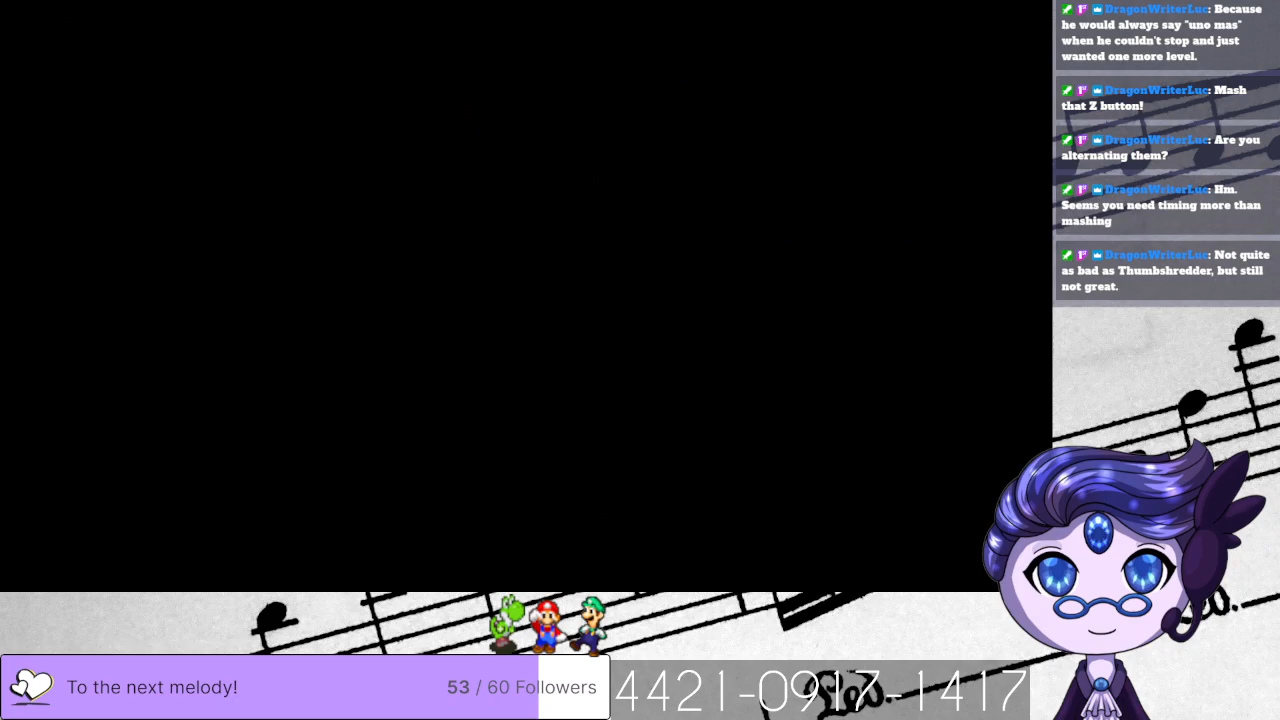 DragonWriterLuc: Because
he would always say "uno mas"
when he couldn't stop and just
wanted one more level.
DragonWriterLuc: Mash
that Z button!
DragonWriterLuc: Are you
alternating them?
DragonWriterLuc: Hm.
Seems you need timing more than
mashing
DragonWriterLuc: Not quite
as bad as Thumbshredder, but still
not great.
To the next melody!
53 / 60 Followers
4421-0917-1417